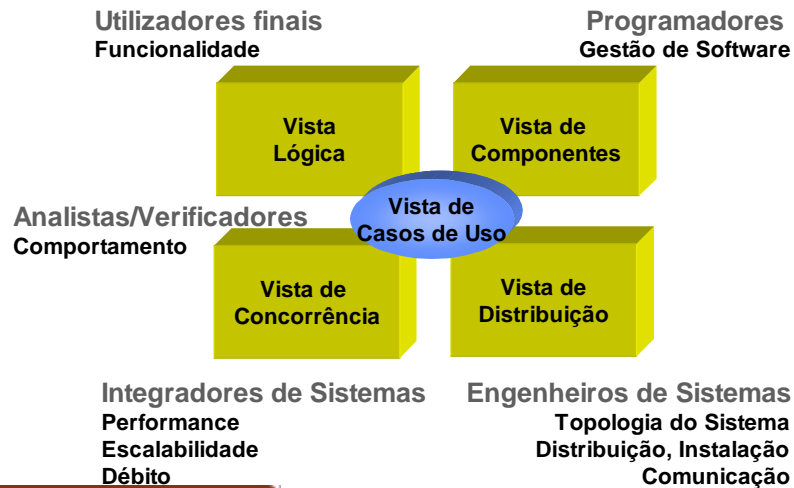 Utilizadores finais
Funcionalidade
Programadores
Gestão de Software
Vista
Lógica
Vista de
Componentes
Vista de
Casos de Uso
Analistas/Verificadores
Comportamento
Vista de
Concorrência
Vista de
Distribuição
Integradores de Sistemas
Performance
Escalabilidade
Débito
Engenheiros de Sistemas
Topologia do Sistema
Distribuição, Instalação
Comunicação